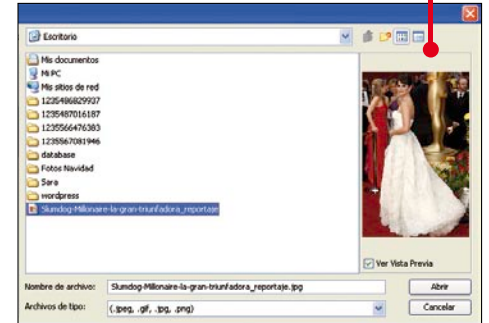 Escritorio
Mis documentos
Mi PC
Mis sitios de red
1235486829937
1235487016187
1235566476383
1235567081946
database
Fotos Navidad
Sara
wordpress
Slumdog-Millonaire-la-gran-triunfadora_reportaje
Ver Vista Previa
Nombre de archivo: Slumdog-Millonaire-la-gran-triunfadora_reportaje.jpg Abrir
Archivos de tipo: (.jpeg, .gif, .jpg, .png) Cancelar